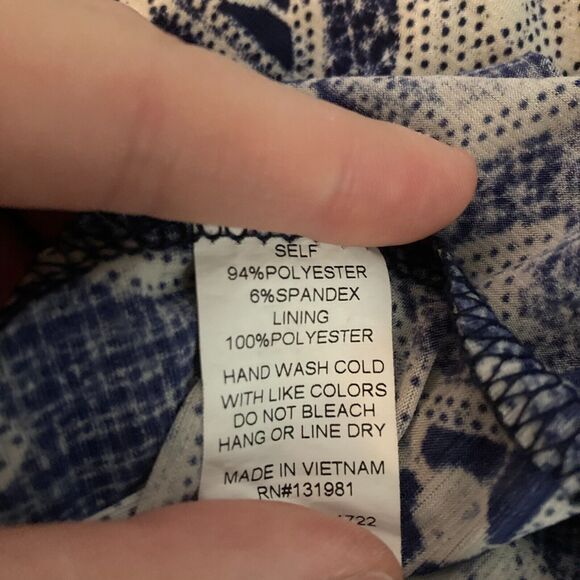 SELF
94%POLYESTER
6%SPANDEX
LINING
100%POLYESTER
HAND WASH COLD
WITH LIKE COLORS
DO NOT BLEACH
HANG OR LINE DRY
MADE IN VIETNAM
RN#131981